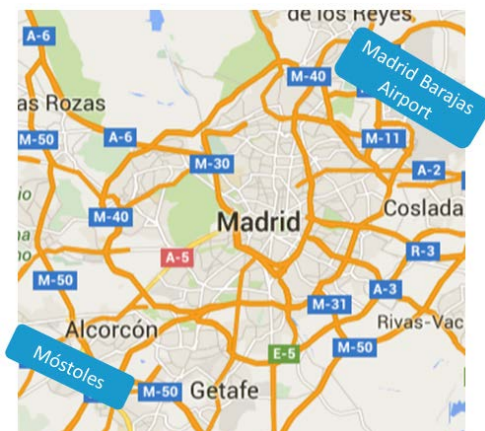 de los Reyes
A-6
Madrid Barajas
Airport
M-40
as Rozas
M-50
A-6
M-11
M-30
A-2
M-40
Madrid
Coslada
A-5
R-3
M-50
A-3
M-31
Rivas-Vac
Alcorcón
M-50
E-5
Móstoles
M-50
Getafe